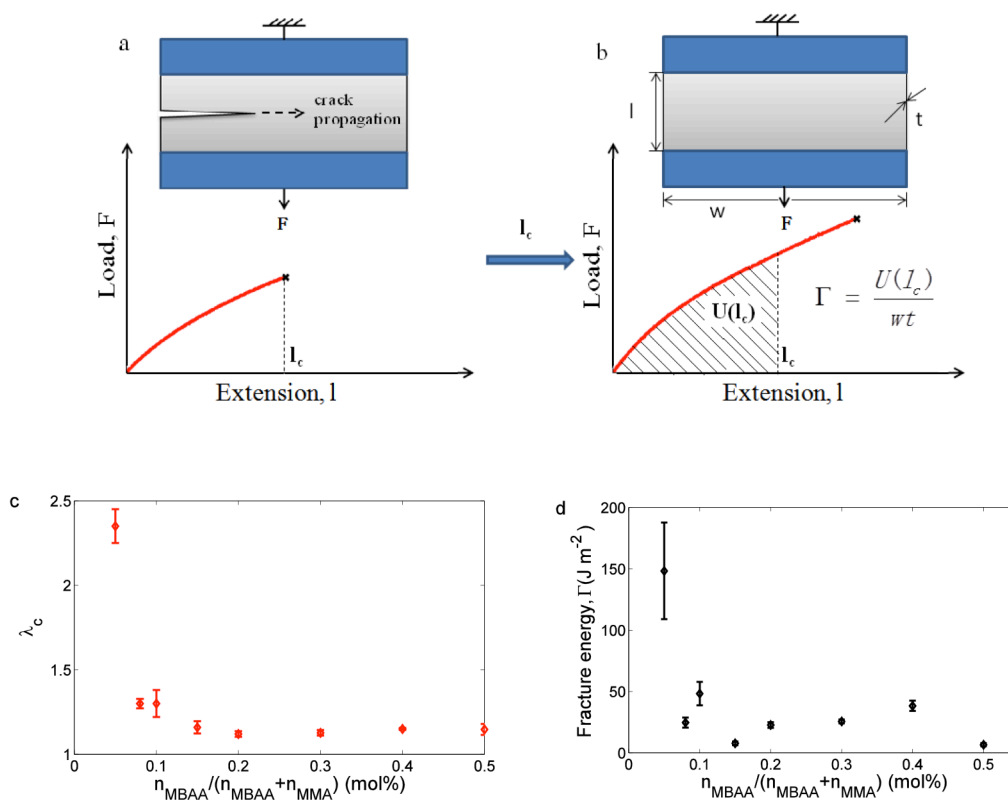 a
crack
propagation
F
Load, F
l_c
Extension, l
l_c
b
l
t
w
F
Load, F
U(l_c)
Γ = U(l_c)/wt
l_c
Extension, l
c
2.5
2
1.5
1
λ_c
0 0.1 0.2 0.3 0.4 0.5
n_MBAA/(n_MBAA+n_MMA) (mol%)
d
200
150
100
50
0
Fracture energy, Γ(J m⁻²)
0 0.1 0.2 0.3 0.4 0.5
n_MBAA/(n_MBAA+n_MMA) (mol%)